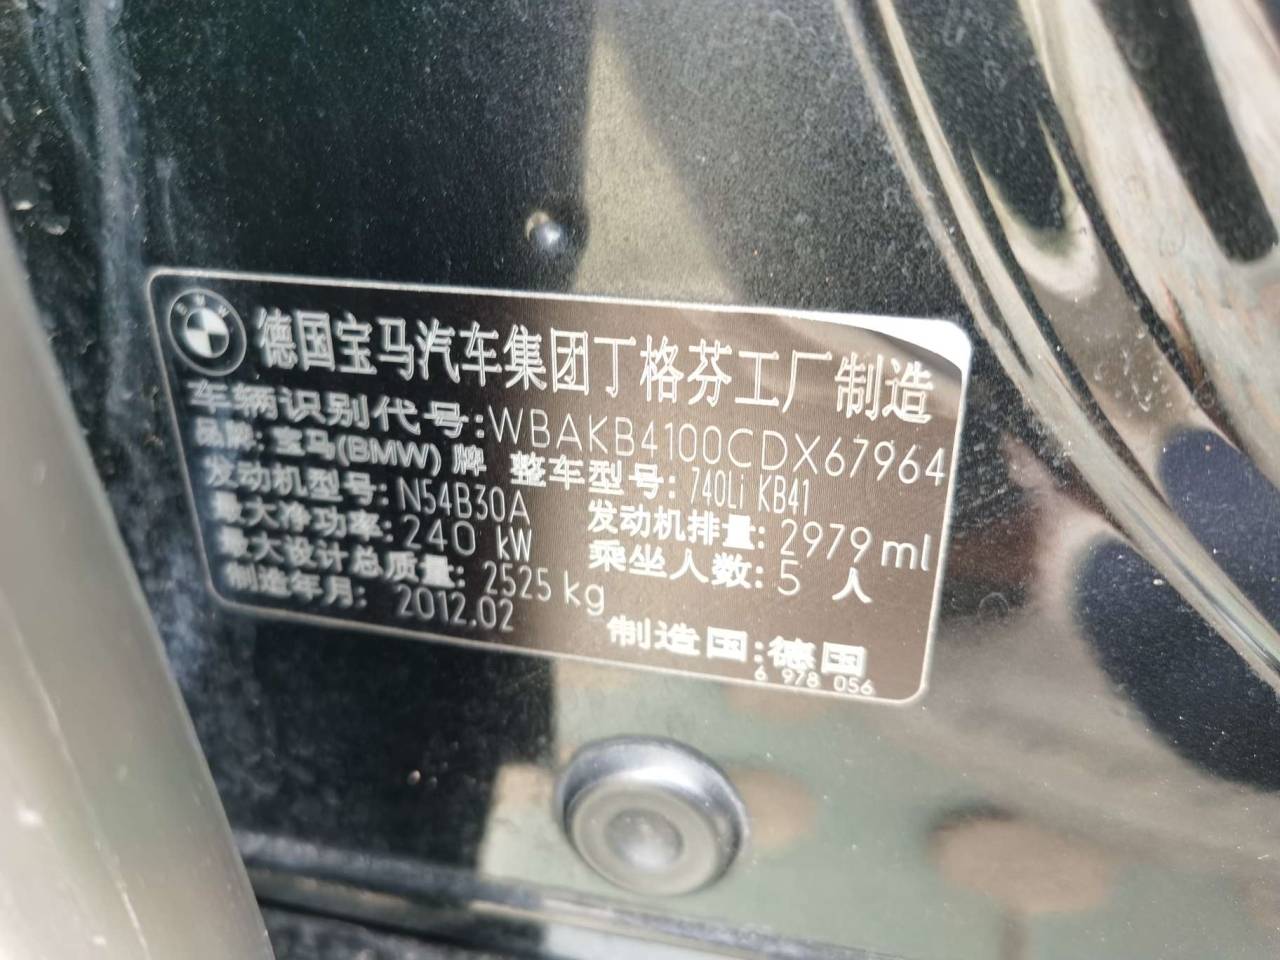 BMW
德国宝马汽车集团丁格芬工厂制造
车辆识别代号:WBAKB4100CDX67964
品牌:宝马(BMW)牌 整车型号:740Li KB41
发动机型号:N54B30A 发动机排量:2979ml
最大净功率:240 kW 乘坐人数:5 人
最大设计总质量:2525kg
制造年月:2012.02 制造国:德国
6 978 056